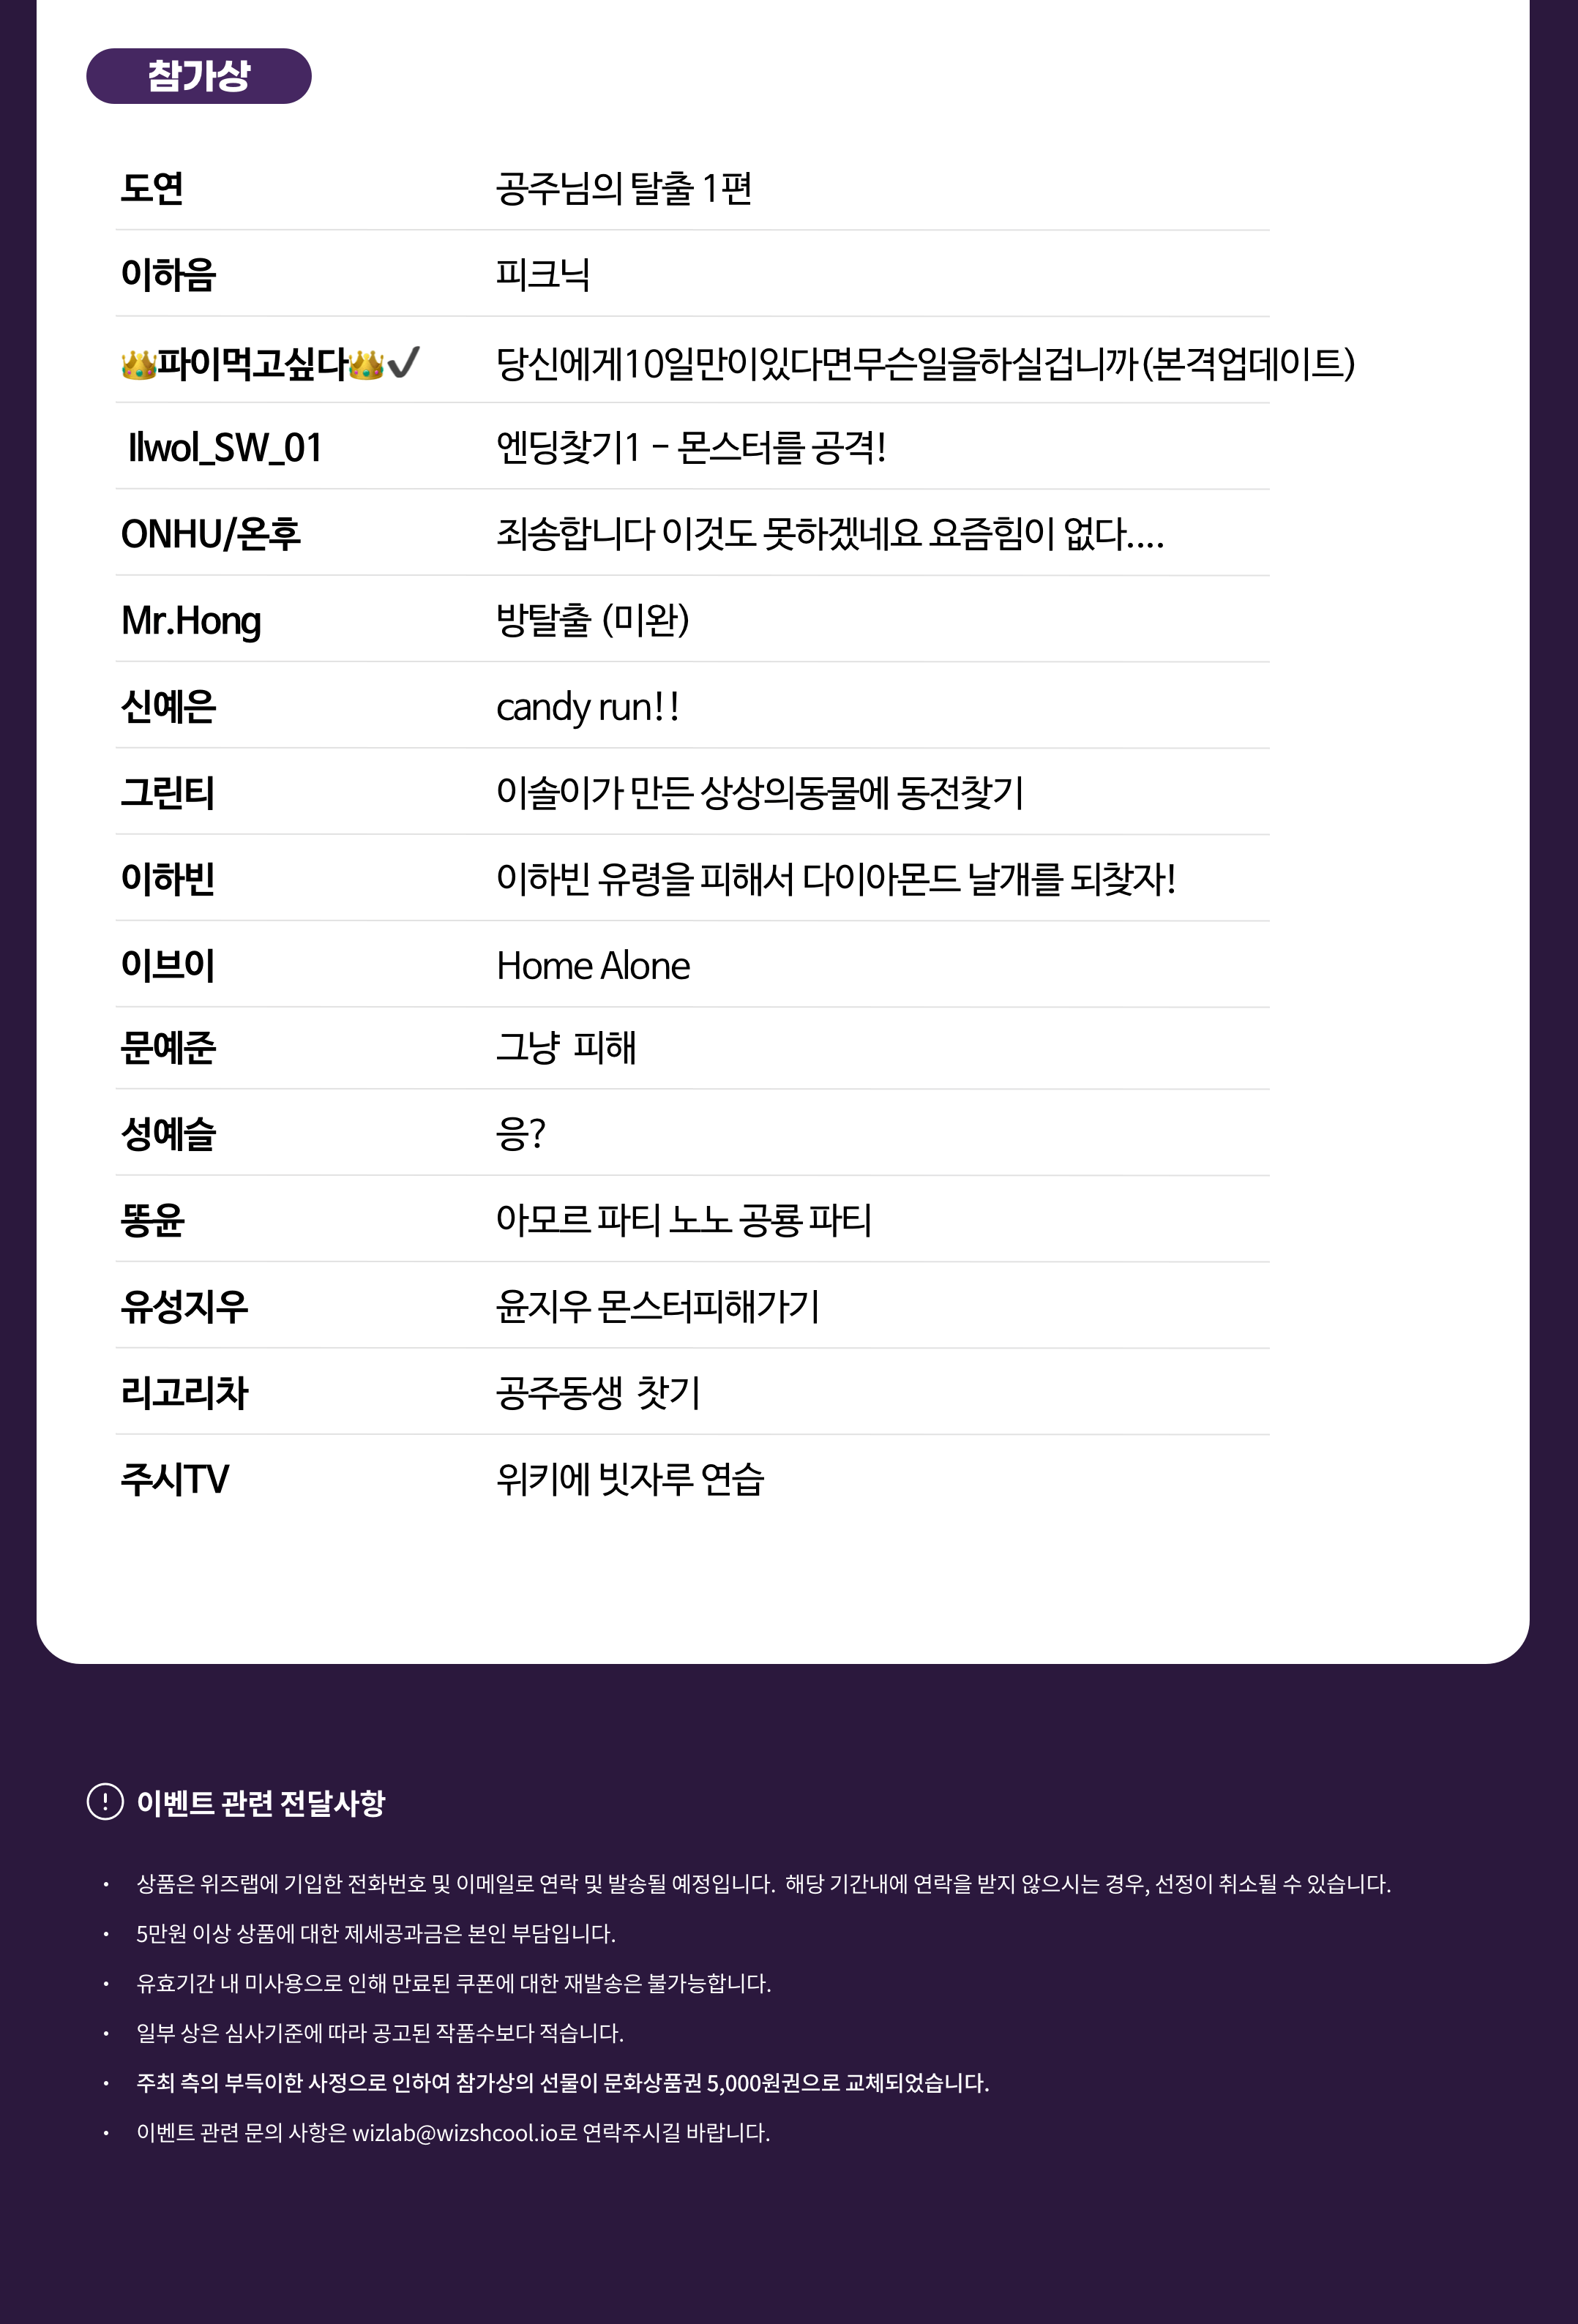 참가상
도연 공주님의 탈출 1편
이하음 피크닉
👑파이먹고싶다👑✔ 당신에게10일만이있다면무슨일을하실겁니까(본격업데이트)
Ilwol_SW_01 엔딩찾기1 - 몬스터를 공격!
ONHU/온후 죄송합니다 이것도 못하겠네요 요즘힘이 없다....
Mr.Hong 방탈출 (미완)
신예은 candy run!!
그린티 이솔이가 만든 상상의동물에 동전찾기
이하빈 이하빈 유령을 피해서 다이아몬드 날개를 되찾자!
이브이 Home Alone
문예준 그냥 피해
성예슬 응?
똥윤 아모르 파티 노노 공룡 파티
유성지우 윤지우 몬스터피해가기
리고리차 공주동생 찻기
주시TV 위키에 빗자루 연습
! 이벤트 관련 전달사항
• 상품은 위즈랩에 기입한 전화번호 및 이메일로 연락 및 발송될 예정입니다. 해당 기간내에 연락을 받지 않으시는 경우, 선정이 취소될 수 있습니다.
• 5만원 이상 상품에 대한 제세공과금은 본인 부담입니다.
• 유효기간 내 미사용으로 인해 만료된 쿠폰에 대한 재발송은 불가능합니다.
• 일부 상은 심사기준에 따라 공고된 작품수보다 적습니다.
• 주최 측의 부득이한 사정으로 인하여 참가상의 선물이 문화상품권 5,000원권으로 교체되었습니다.
• 이벤트 관련 문의 사항은 wizlab@wizshcool.io로 연락주시길 바랍니다.